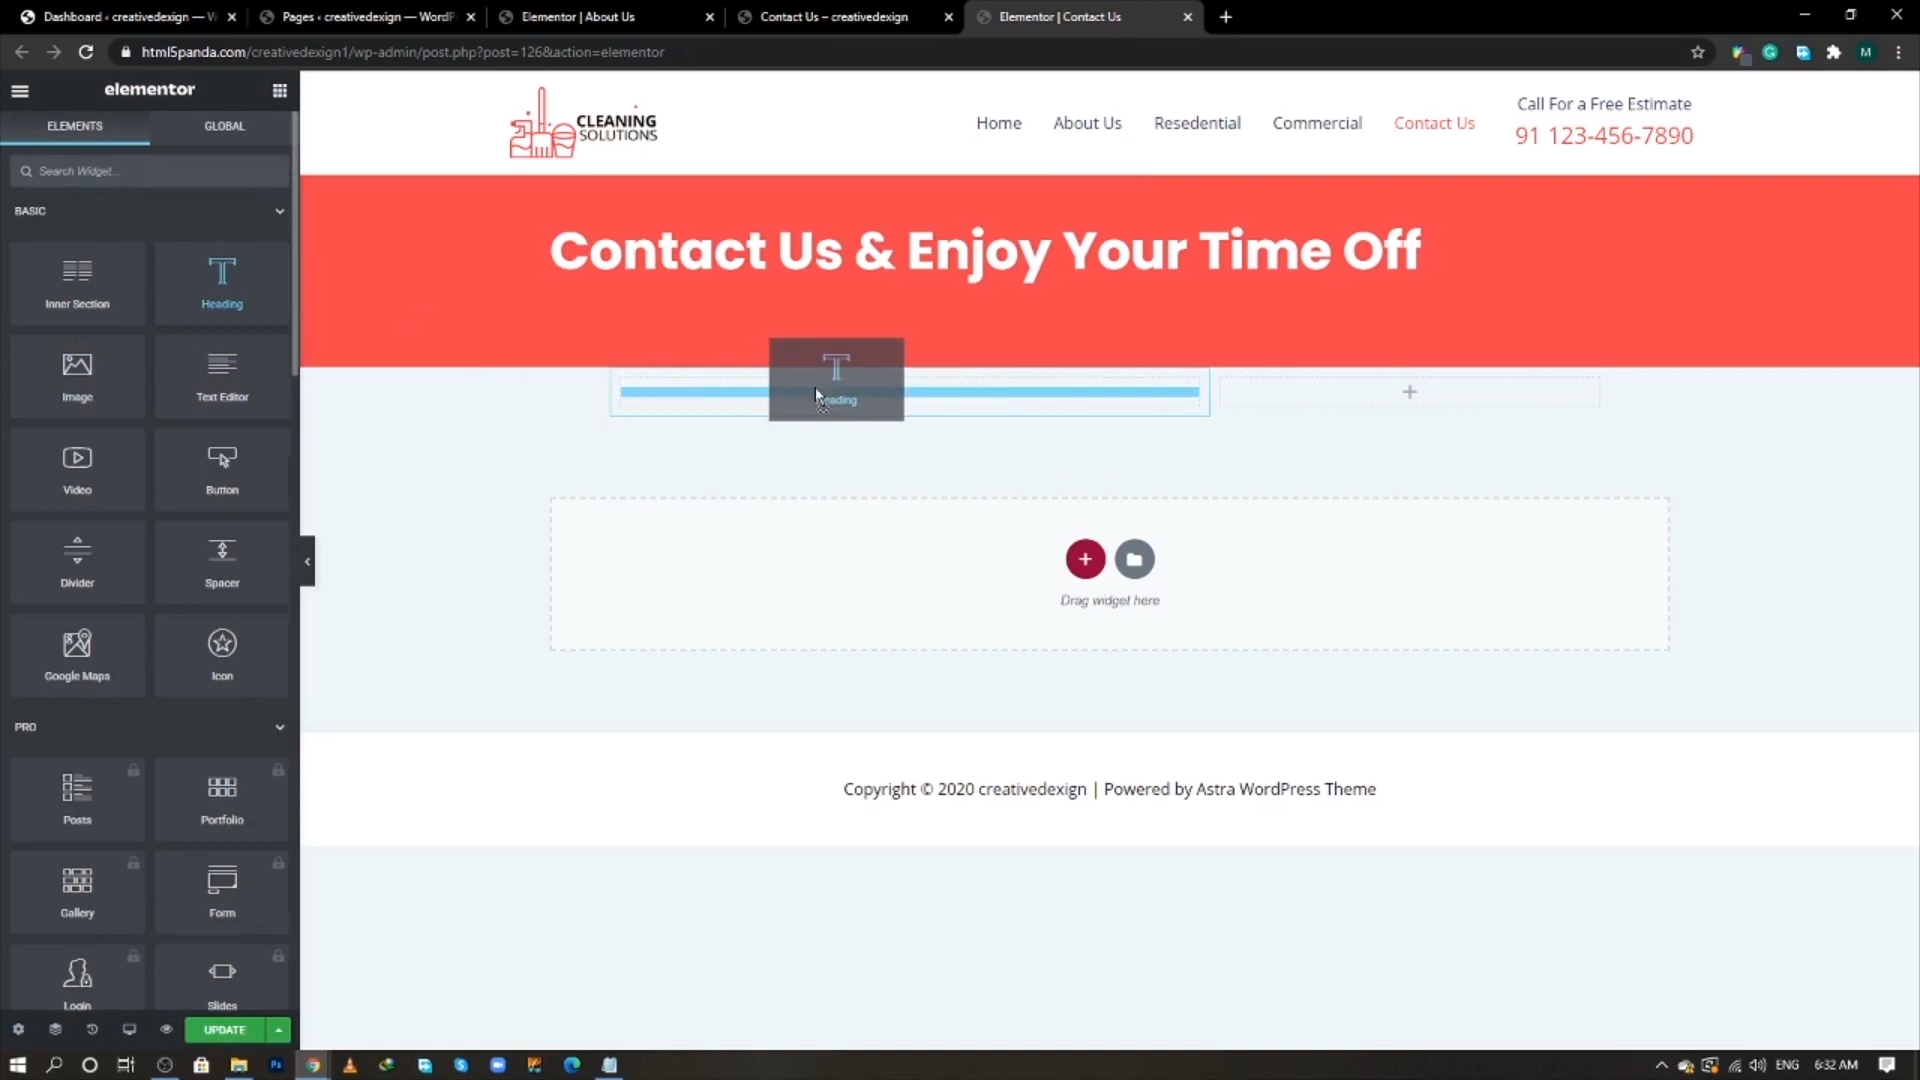 Dashboard ‹ creativedexign — W
Pages ‹ creativedexign — WordP
Elementor | About Us
Contact Us – creativedexign
Elementor | Contact Us
html5panda.com/creativedexign1/wp-admin/post.php?post=126&action=elementor
M
elementor
ELEMENTS
GLOBAL
Search Widget...
BASIC
Inner Section
Heading
Image
Text Editor
Video
Button
Divider
Spacer
Google Maps
Icon
PRO
Posts
Portfolio
Gallery
Form
Login
Slides
UPDATE
CLEANING
SOLUTIONS
Home
About Us
Resedential
Commercial
Contact Us
Call For a Free Estimate
91 123-456-7890
Contact Us & Enjoy Your Time Off
Heading
Drag widget here
Copyright © 2020 creativedexign | Powered by Astra WordPress Theme
Ps
ENG
6:32 AM